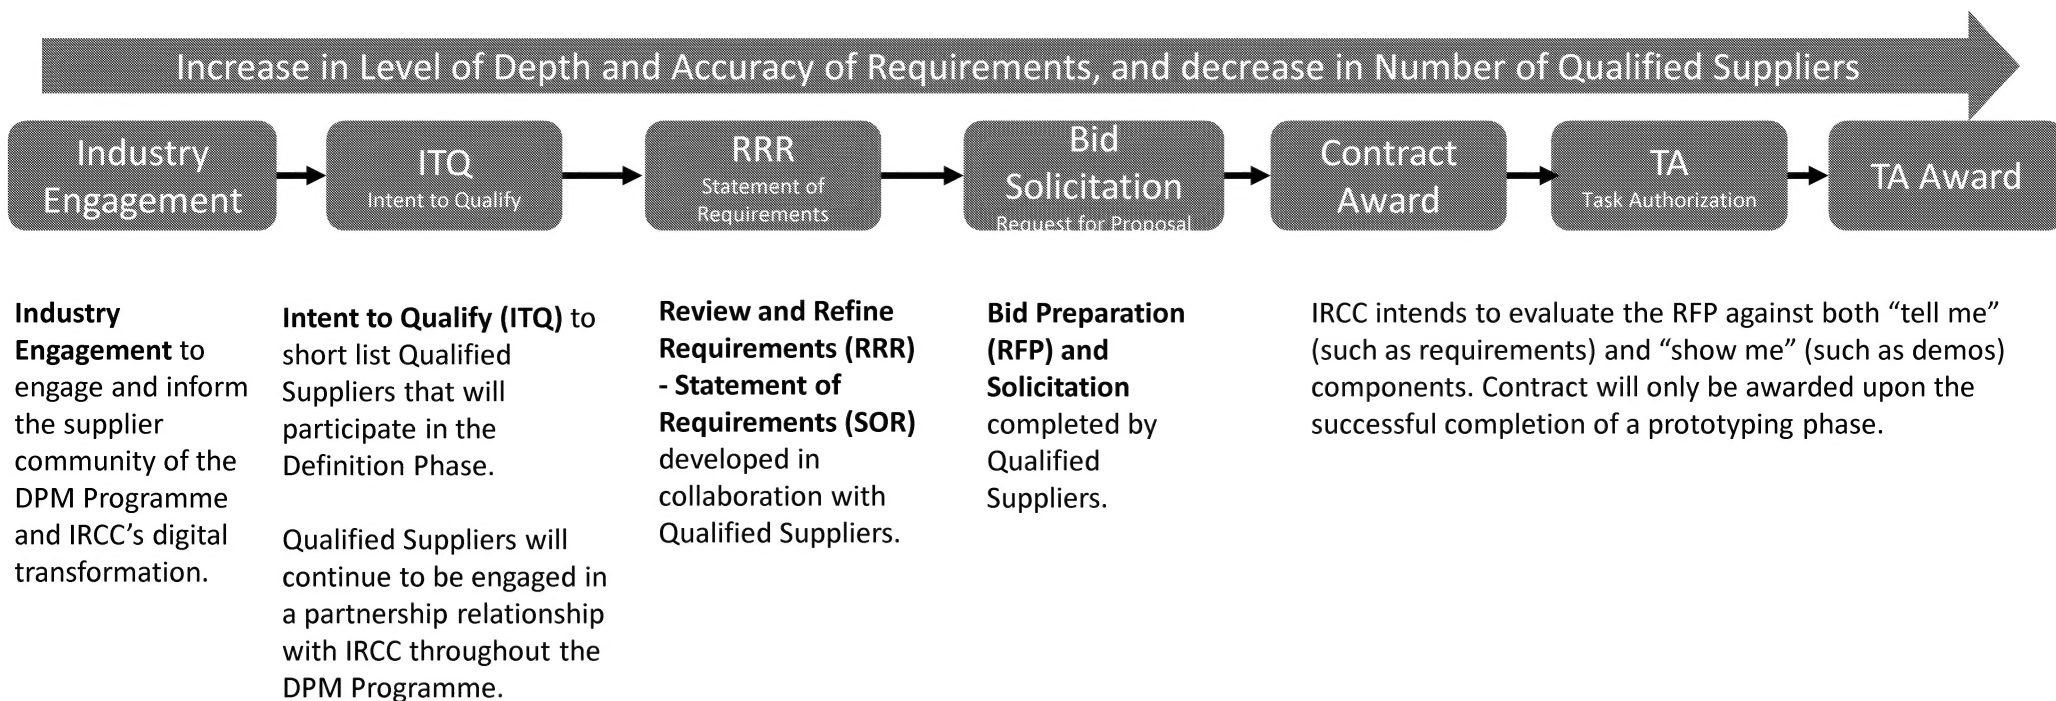 Increase in Level of Depth and Accuracy of Requirements, and decrease in Number of Qualified Suppliers
Industry
Engagement
ITQ
Intent to Qualify
RRR
Statement of
Requirements
Bid
Solicitation
Request for Proposal
Contract
Award
TA
Task Authorization
TA Award
Industry
Engagement to
engage and inform
the supplier
community of the
DPM Programme
and IRCC’s digital
transformation.
Intent to Qualify (ITQ) to
short list Qualified
Suppliers that will
participate in the
Definition Phase.
Qualified Suppliers will
continue to be engaged in
a partnership relationship
with IRCC throughout the
DPM Programme.
Review and Refine
Requirements (RRR)
- Statement of
Requirements (SOR)
developed in
collaboration with
Qualified Suppliers.
Bid Preparation
(RFP) and
Solicitation
completed by
Qualified
Suppliers.
IRCC intends to evaluate the RFP against both “tell me”
(such as requirements) and “show me” (such as demos)
components. Contract will only be awarded upon the
successful completion of a prototyping phase.